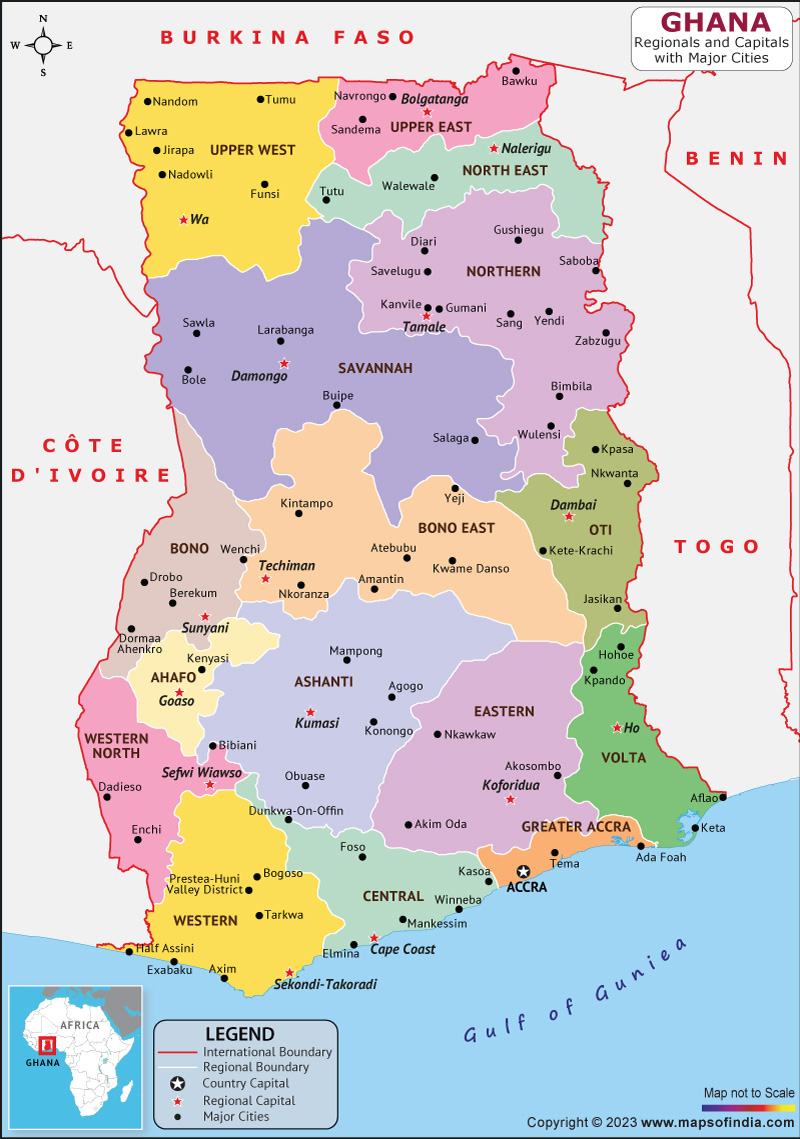 GHANA
Regionals and Capitals
with Major Cities
N
W
E
S
BURKINA FASO
BENIN
TOGO
CÔTE
D'IVOIRE
Nandom
Tumu
Lawra
Jirapa
UPPER WEST
Nadowli
Funsi
Wa
Navrongo
Bolgatanga
Bawku
Sandema
UPPER EAST
Nalerigu
NORTH EAST
Walewale
Tutu
Gushiegu
Diari
Saboba
Savelugu
NORTHERN
Kanvile
Gumani
Tamale
Sang
Yendi
Zabzugu
Bimbila
Wulensi
Sawla
Larabanga
Damongo
SAVANNAH
Bole
Buipe
Salaga
Kpasa
Nkwanta
Dambai
OTI
Kete-Krachi
Jasikan
Yeji
Kintampo
BONO EAST
Atebubu
Techiman
Kwame Danso
Amantin
Nkoranza
BONO
Wenchi
Drobo
Berekum
Sunyani
Dormaa
Ahenkro
Kenyasi
AHAFO
Goaso
Mampong
ASHANTI
Agogo
Kumasi
Konongo
Obuase
EASTERN
Nkawkaw
Akosombo
Koforidua
Akim Oda
Hohoe
Kpando
Ho
VOLTA
Aflao
Keta
WESTERN
NORTH
Bibiani
Sefwi Wiawso
Dadieso
Enchi
Dunkwa-On-Offin
GREATER ACCRA
Ada Foah
Tema
ACCRA
Foso
Kasoa
CENTRAL
Winneba
Mankessim
Cape Coast
Elmina
Bogoso
Prestea-Huni
Valley District
WESTERN
Tarkwa
Half Assini
Exabaku
Axim
Sekondi-Takoradi
Gulf of Guniea
AFRICA
GHANA
LEGEND
International Boundary
Regional Boundary
Country Capital
Regional Capital
Major Cities
Map not to Scale
Copyright © 2023 www.mapsofindia.com